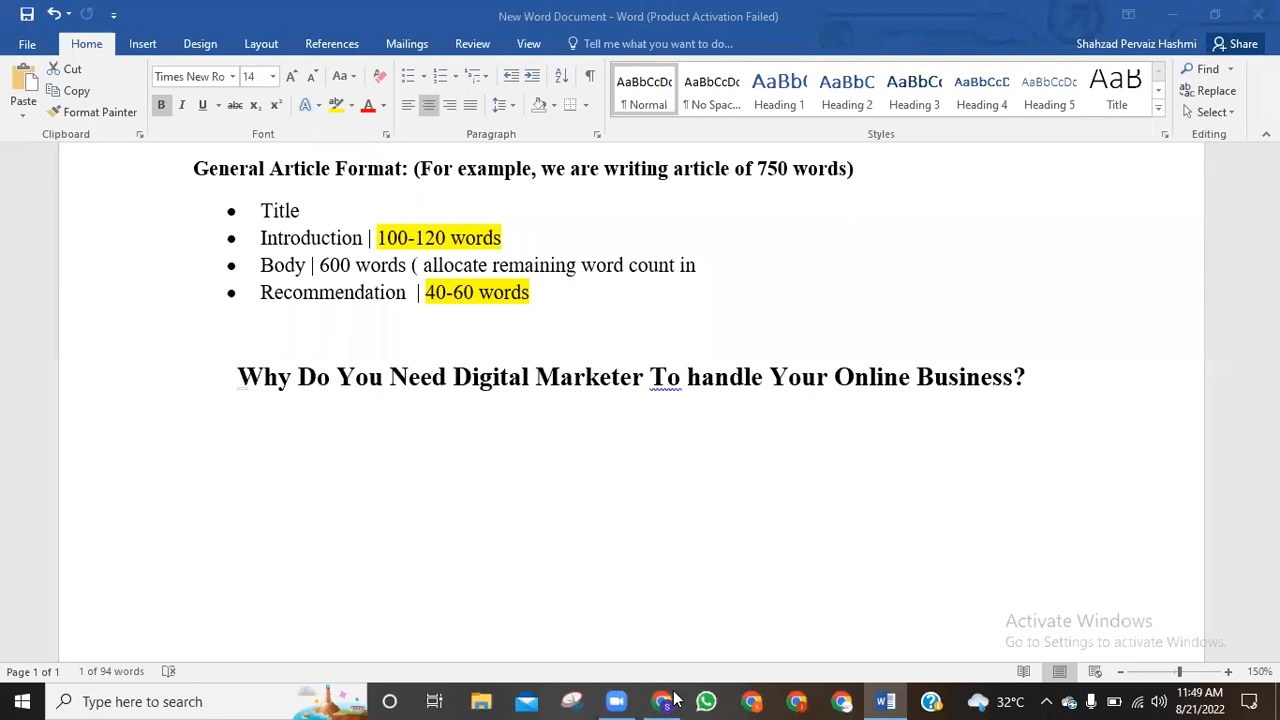 New Word Document - Word (Product Activation Failed)
File Home Insert Design Layout References Mailings Review View Tell me what you want to do... Shahzad Pervaiz Hashmi Share
Paste
Cut
Copy
Format Painter
Clipboard
Times New Ro 14
Font
Paragraph
AaBbCcDc AaBbCcDc AaBbCc AaBbCc AaBbCcDc AaBbCcDc AaBbCcDc AaB
¶ Normal ¶ No Spac... Heading 1 Heading 2 Heading 3 Heading 4 Heading 5 Title
Styles
Find
Replace
Select
Editing
General Article Format: (For example, we are writing article of 750 words)
• Title
• Introduction | 100-120 words
• Body | 600 words ( allocate remaining word count in
• Recommendation | 40-60 words
Why Do You Need Digital Marketer To handle Your Online Business?
Activate Windows
Go to Settings to activate Windows.
Page 1 of 1 1 of 94 words 150%
Type here to search 32°C 11:49 AM
8/21/2022